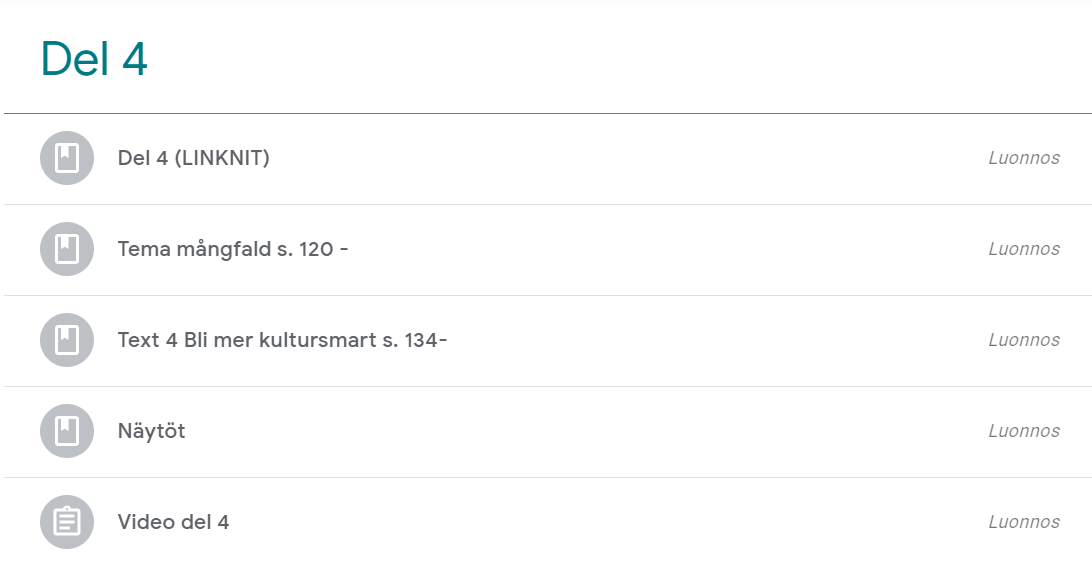 Del 4
Del 4 (LINKNIT) Luonnos
Tema mångfald s. 120 - Luonnos
Text 4 Bli mer kultursmart s. 134- Luonnos
Näytöt Luonnos
Video del 4 Luonnos